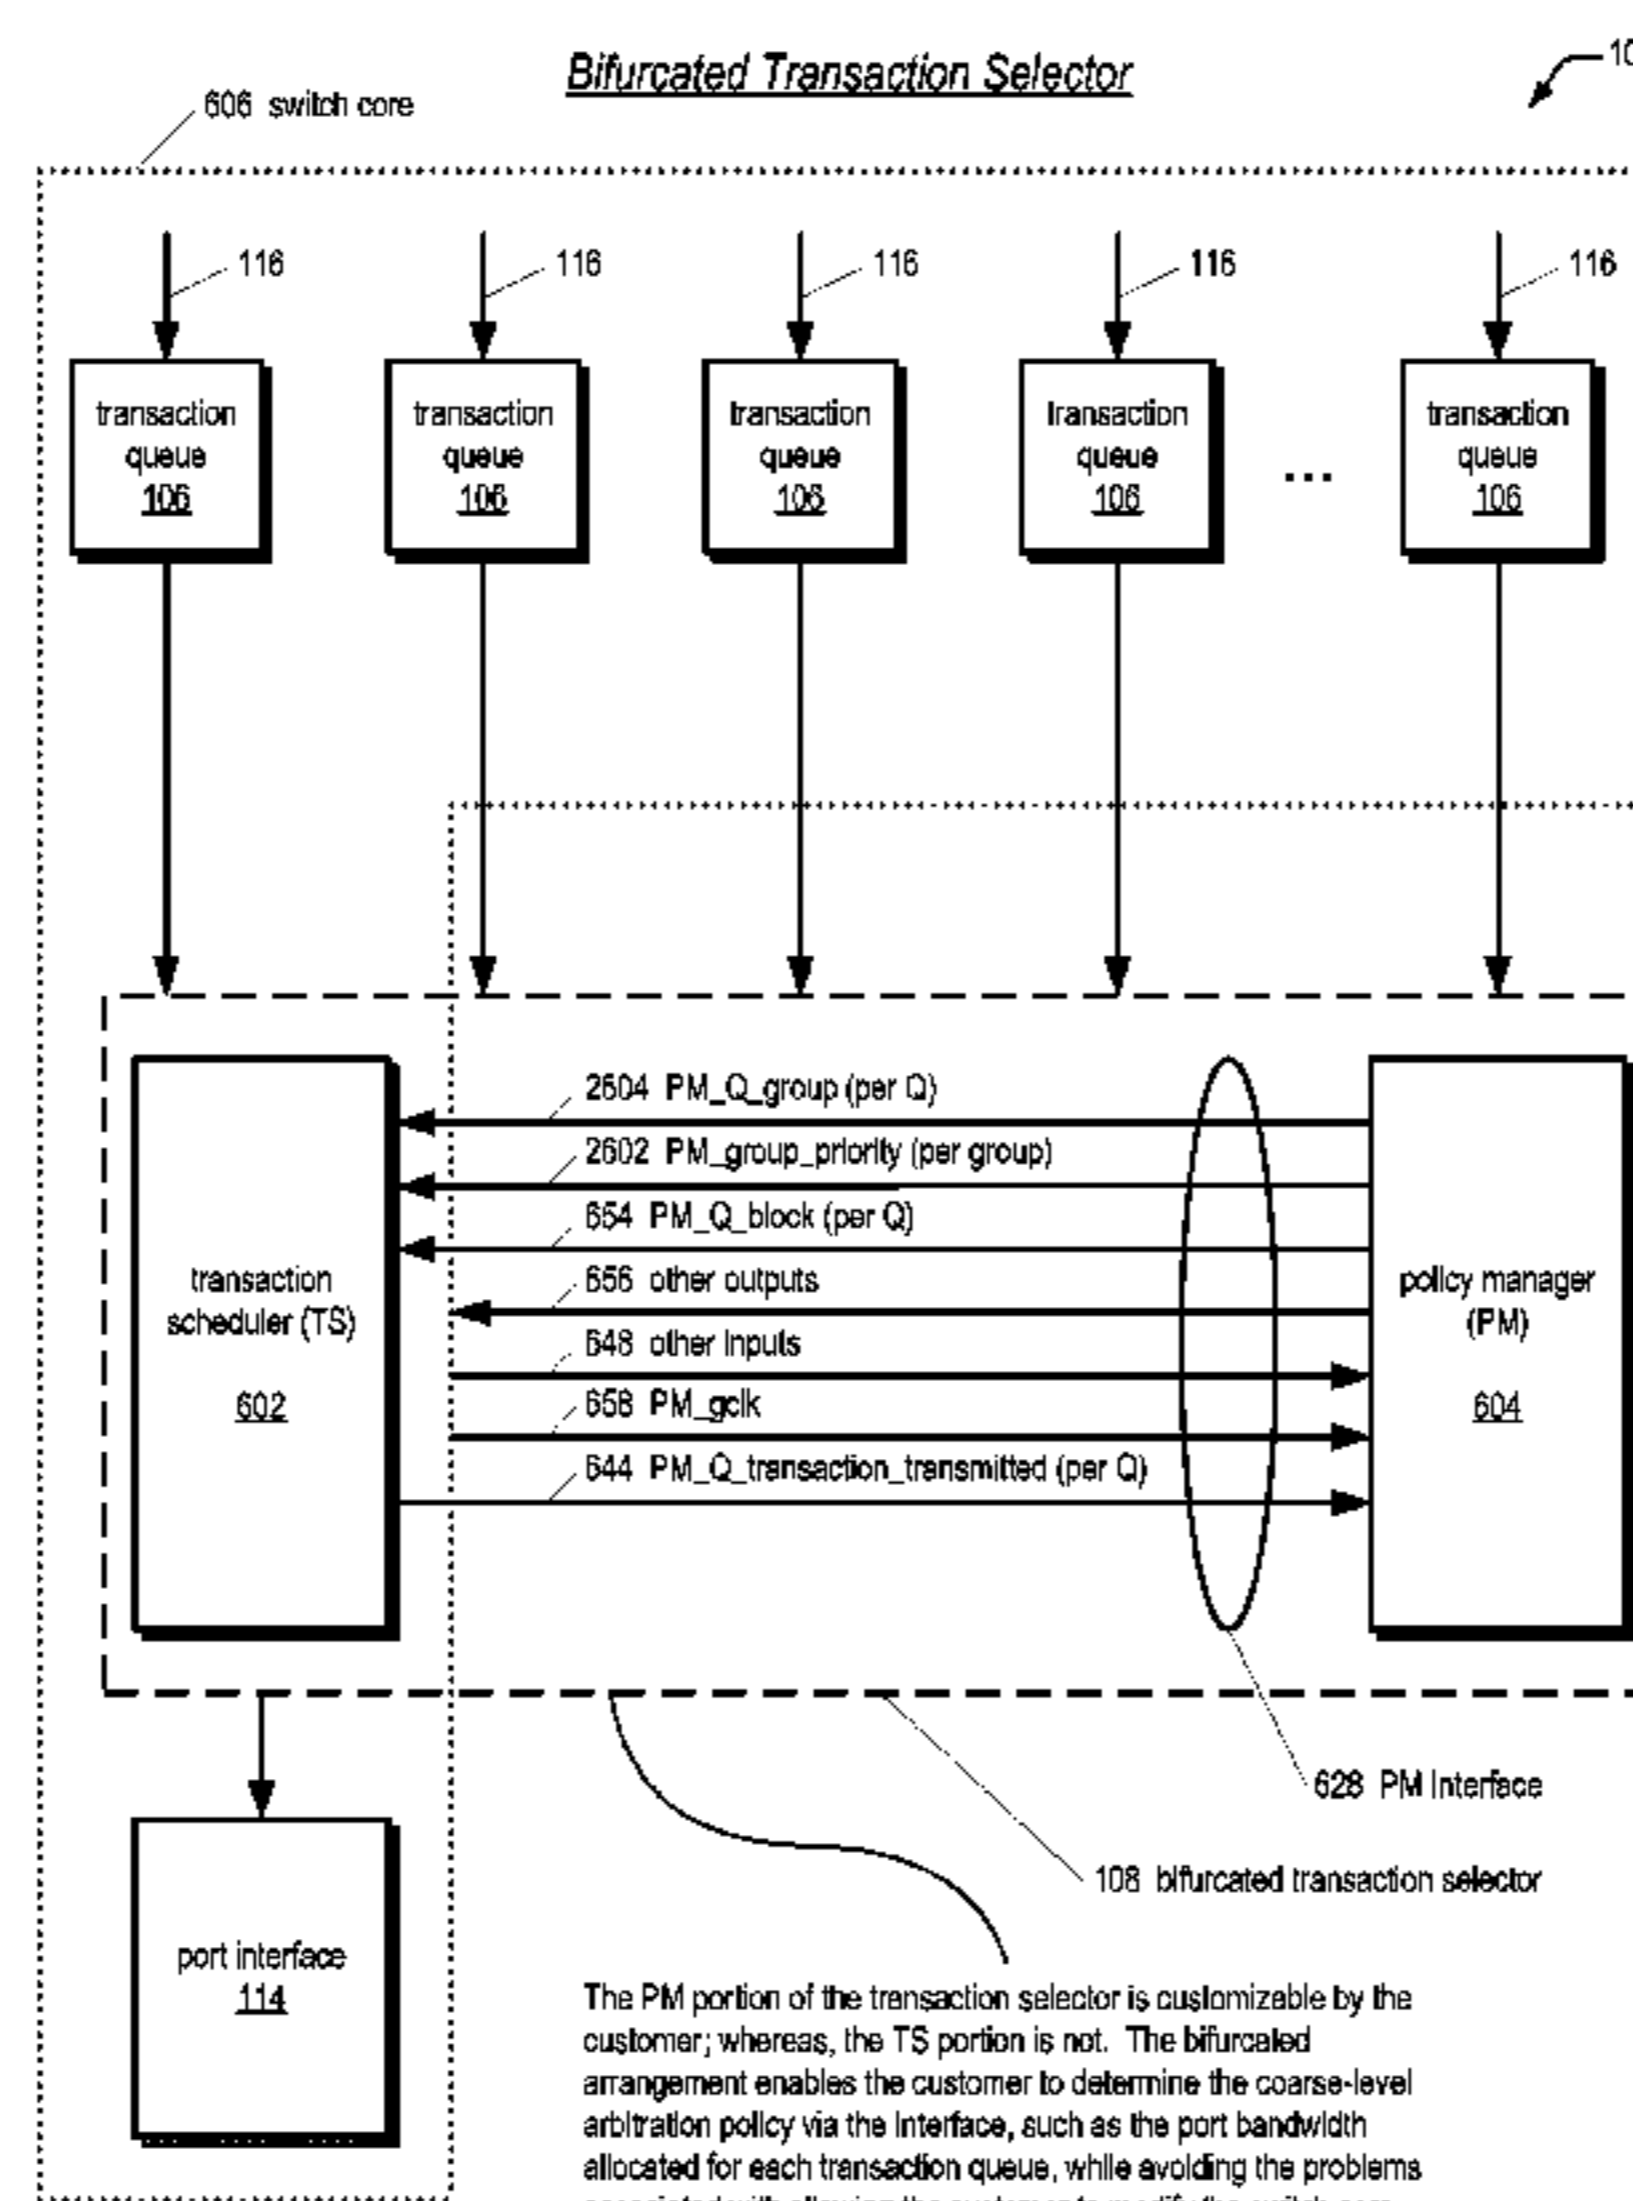 Bifurcated Transaction Selector
10
606 switch core
116 116 116 116 116
transaction queue 106
transaction queue 106
transaction queue 106
transaction queue 106
...
transaction queue 106
2604 PM_Q_group (per Q)
2602 PM_group_priority (per group)
654 PM_Q_block (per Q)
656 other outputs
648 other inputs
658 PM_gclk
644 PM_Q_transaction_transmitted (per Q)
transaction
scheduler (TS)
602
policy manager
(PM)
604
628 PM Interface
108 bifurcated transaction selector
port interface
114
The PM portion of the transaction selector is customizable by the
customer; whereas, the TS portion is not. The bifurcated
arrangement enables the customer to determine the coarse-level
arbitration policy via the interface, such as the port bandwidth
allocated for each transaction queue, while avoiding the problems